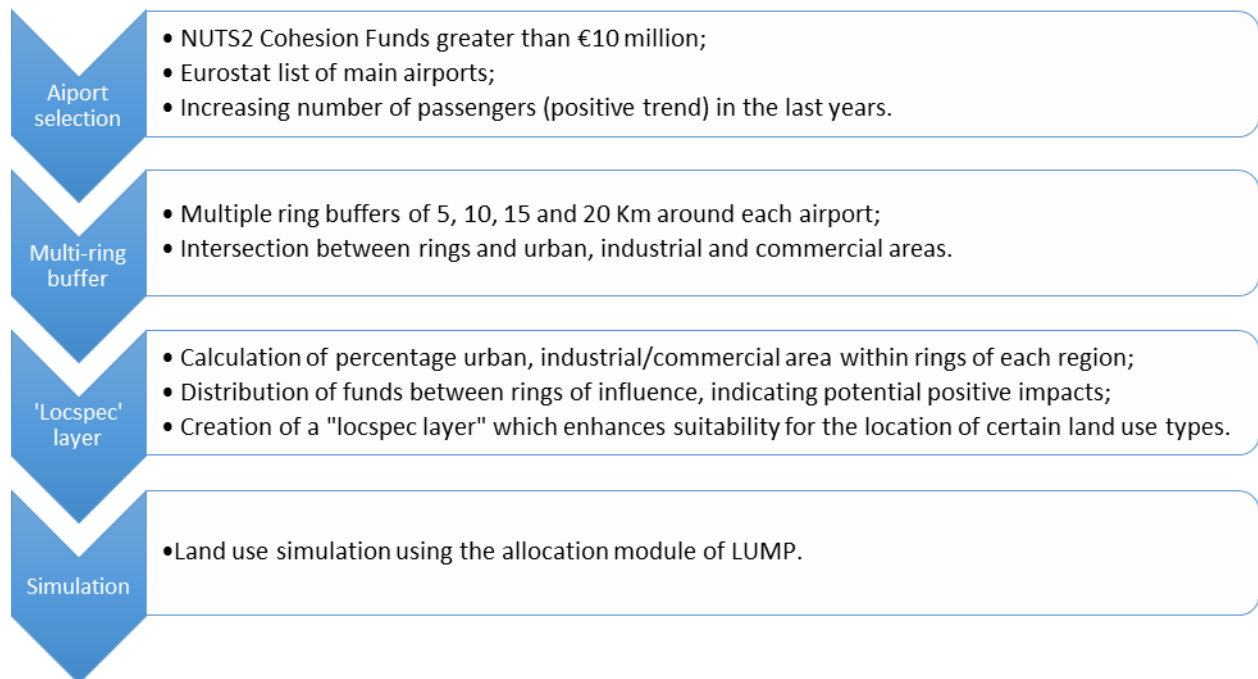 Aiport
selection
• NUTS2 Cohesion Funds greater than €10 million;
• Eurostat list of main airports;
• Increasing number of passengers (positive trend) in the last years.
Multi-ring
buffer
• Multiple ring buffers of 5, 10, 15 and 20 Km around each airport;
• Intersection between rings and urban, industrial and commercial areas.
'Locspec'
layer
• Calculation of percentage urban, industrial/commercial area within rings of each region;
• Distribution of funds between rings of influence, indicating potential positive impacts;
• Creation of a "locspec layer" which enhances suitability for the location of certain land use types.
Simulation
•Land use simulation using the allocation module of LUMP.